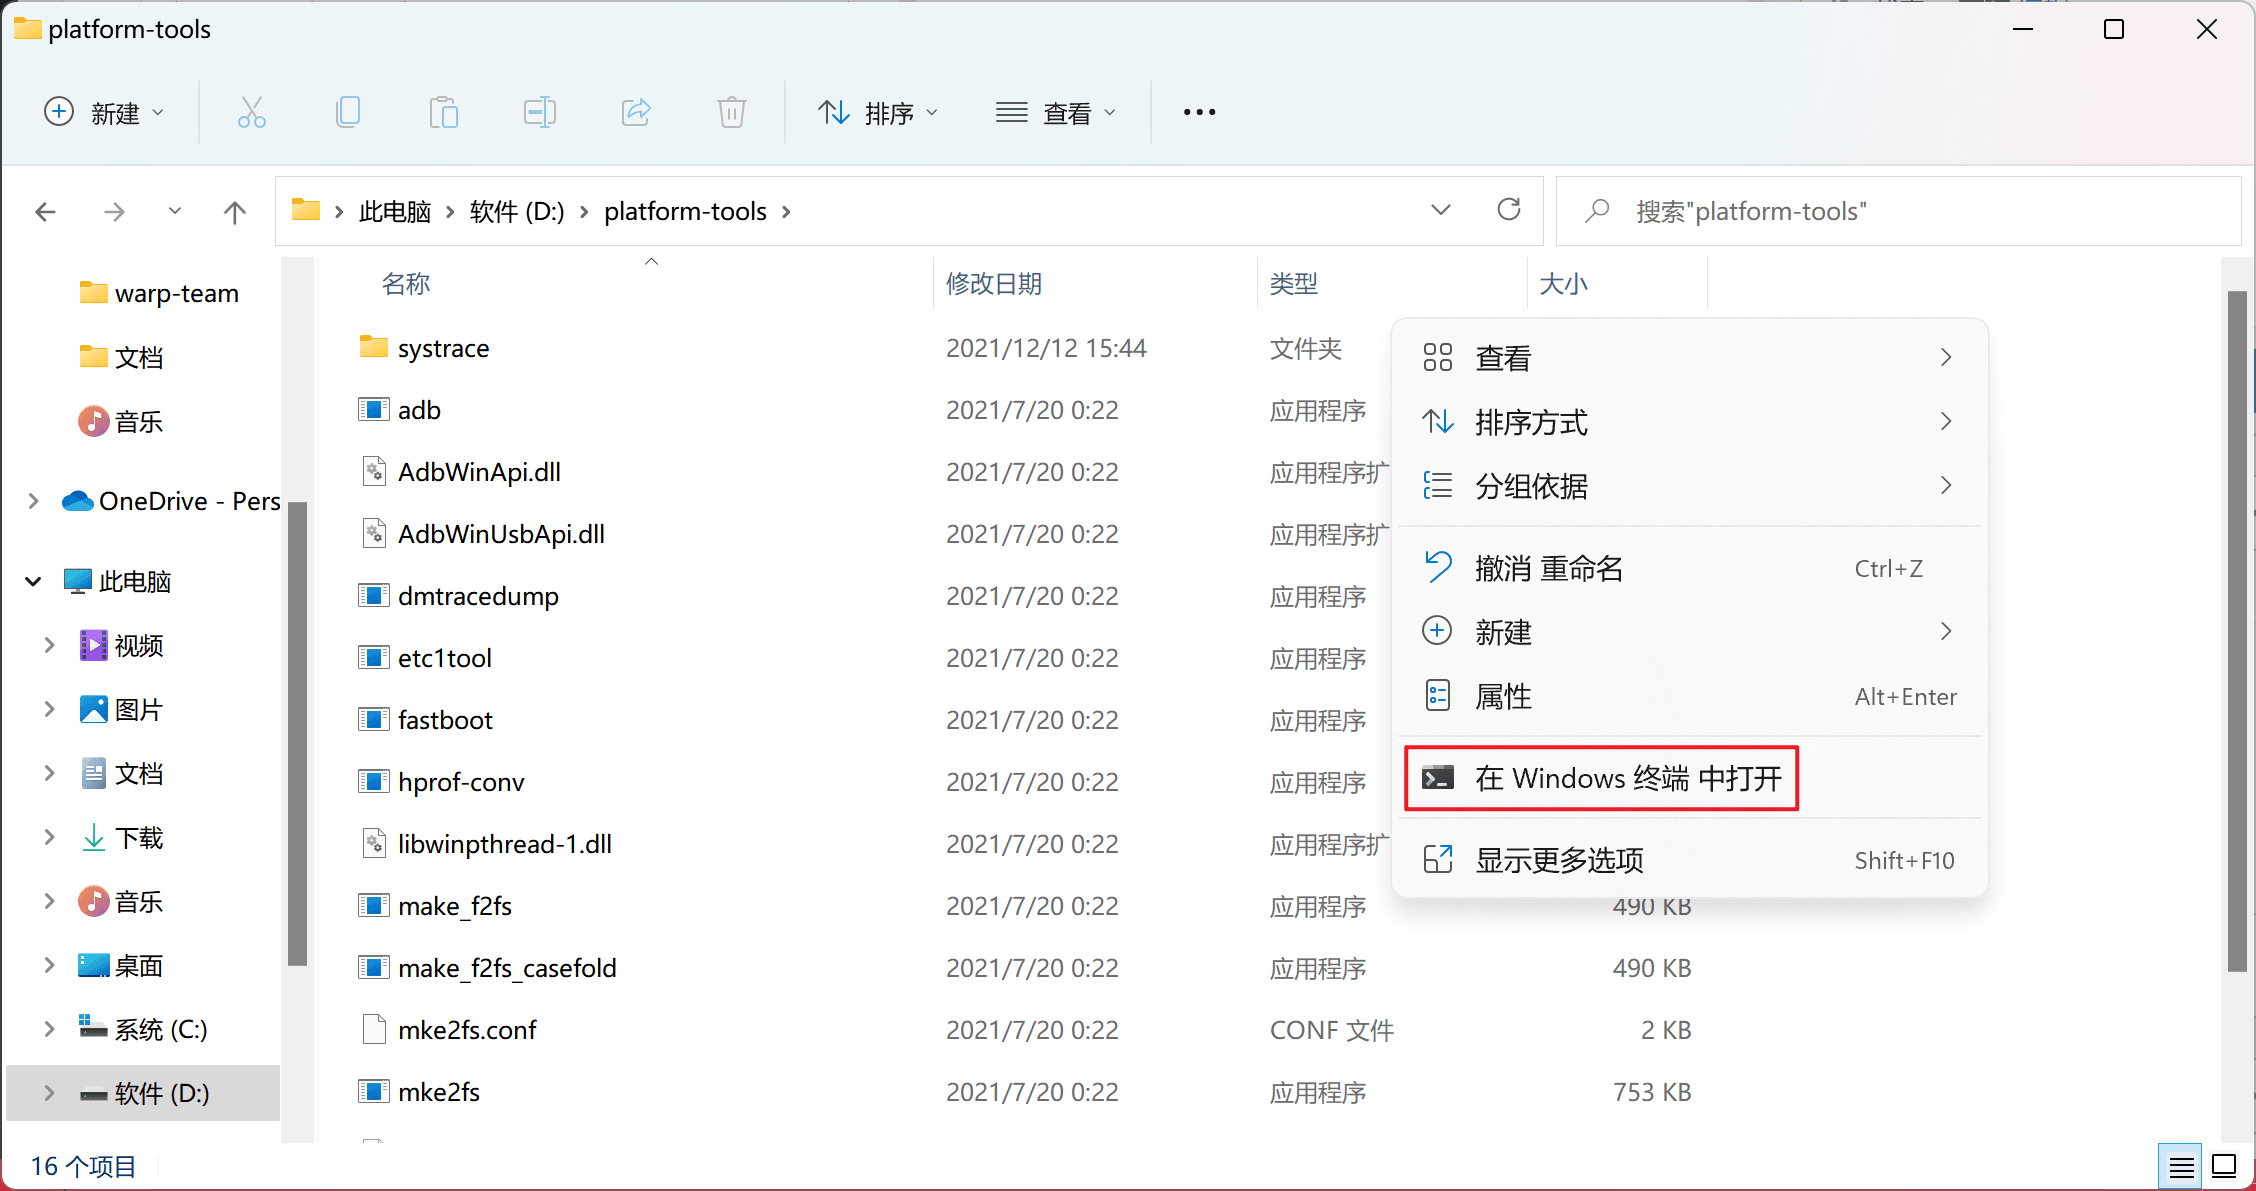 platform-tools
新建
排序
查看
此电脑
软件 (D:)
platform-tools
搜索"platform-tools"
warp-team
文档
音乐
OneDrive - Pers
此电脑
视频
图片
文档
下载
音乐
桌面
系统 (C:)
软件 (D:)
名称 修改日期 类型 大小
systrace 2021/12/12 15:44 文件夹
adb 2021/7/20 0:22 应用程序
AdbWinApi.dll 2021/7/20 0:22 应用程序扩
AdbWinUsbApi.dll 2021/7/20 0:22 应用程序扩
dmtracedump 2021/7/20 0:22 应用程序
etc1tool 2021/7/20 0:22 应用程序
fastboot 2021/7/20 0:22 应用程序
hprof-conv 2021/7/20 0:22 应用程序
libwinpthread-1.dll 2021/7/20 0:22 应用程序扩
make_f2fs 2021/7/20 0:22 应用程序 490 KB
make_f2fs_casefold 2021/7/20 0:22 应用程序 490 KB
mke2fs.conf 2021/7/20 0:22 CONF 文件 2 KB
mke2fs 2021/7/20 0:22 应用程序 753 KB
查看
排序方式
分组依据
撤消 重命名 Ctrl+Z
新建
属性 Alt+Enter
在 Windows 终端 中打开
显示更多选项 Shift+F10
16 个项目